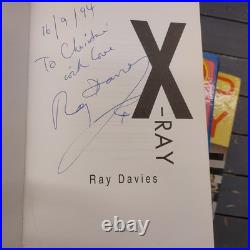 16/9/94
To Christine
with Love
Ray Davies
X
-RAY
Ray Davies